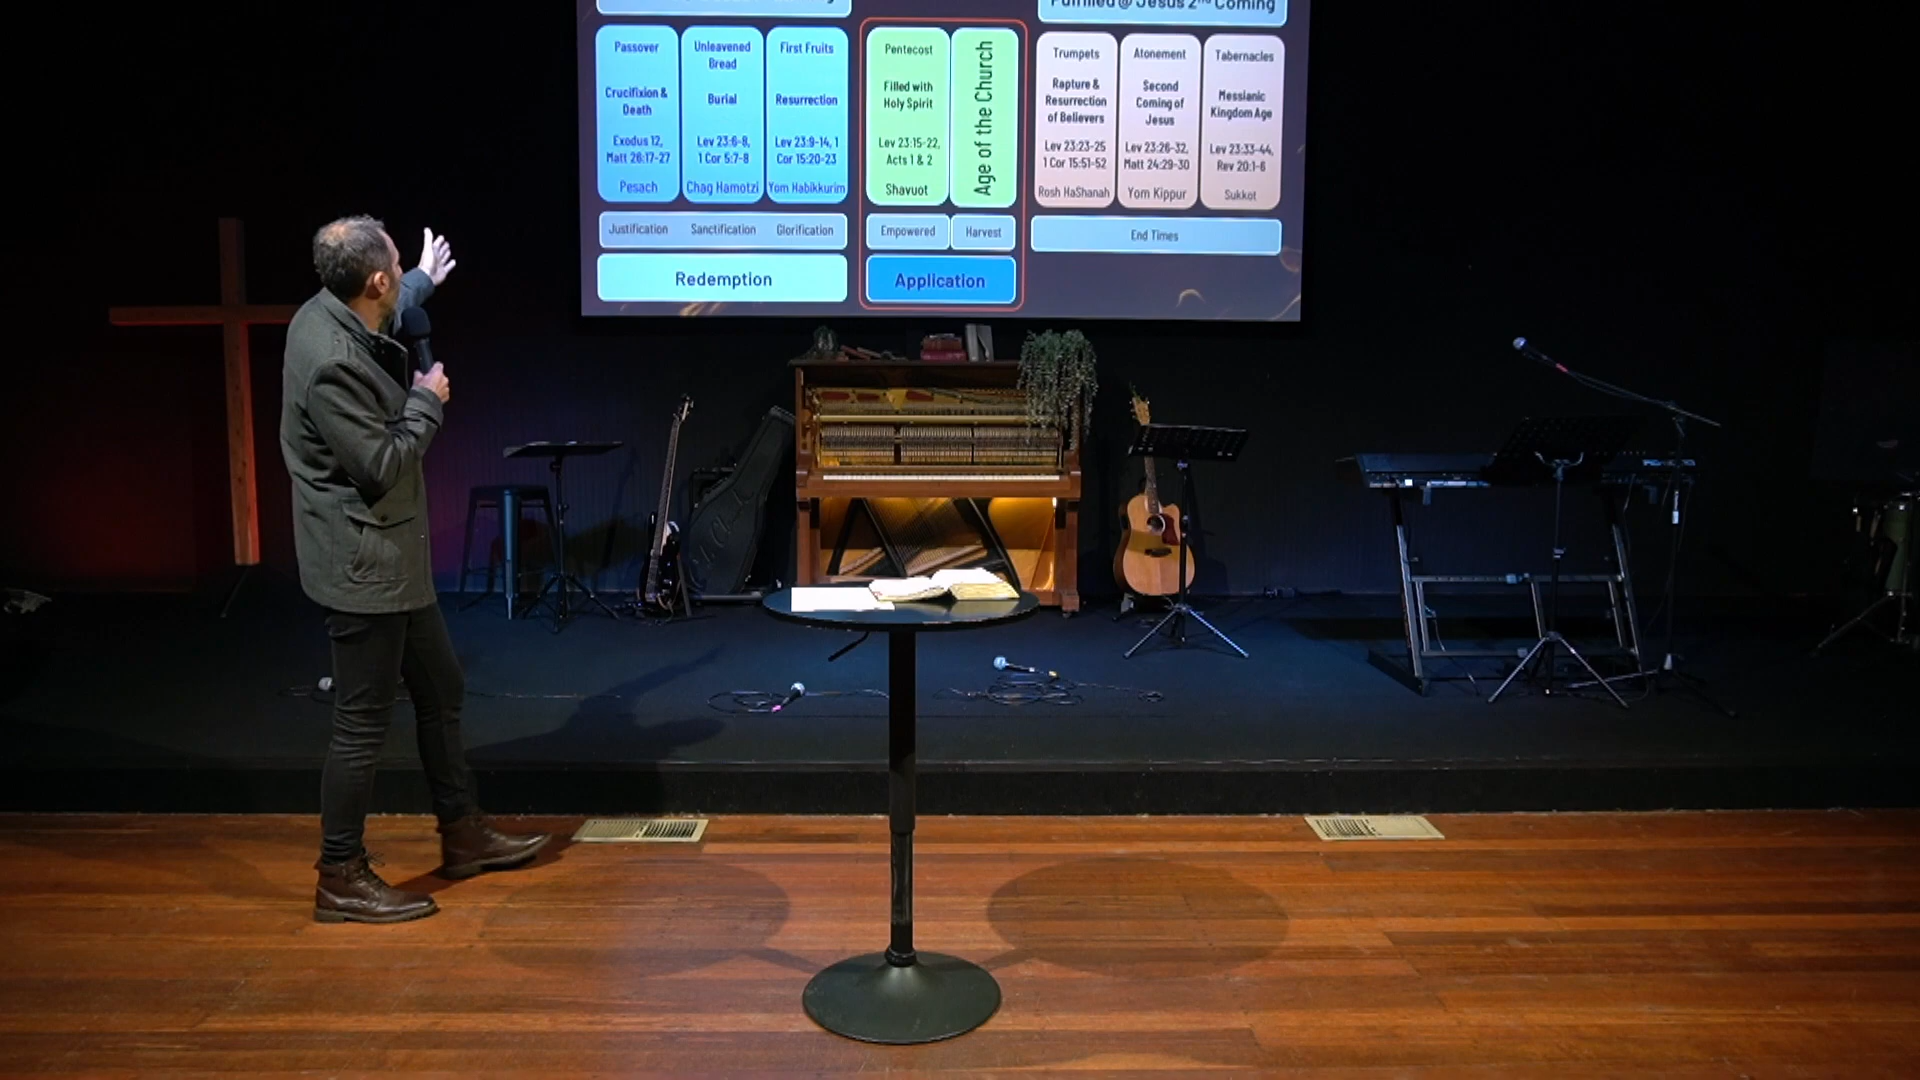 Fulfilled @ Jesus 2nd Coming
Passover
Crucifixion &
Death
Exodus 12,
Matt 26:17-27
Pesach
Unleavened
Bread
Burial
Lev 23:6-8,
1 Cor 5:7-8
Chag Hamotzi
First Fruits
Resurrection
Lev 23:9-14, 1
Cor 15:20-23
Yom Habikkurim
Pentecost
Filled with
Holy Spirit
Lev 23:15-22,
Acts 1 & 2
Shavuot
Age of the Church
Trumpets
Rapture &
Resurrection
of Believers
Lev 23:23-25
1 Cor 15:51-52
Rosh HaShanah
Atonement
Second
Coming of
Jesus
Lev 23:26-32,
Matt 24:29-30
Yom Kippur
Tabernacles
Messianic
Kingdom Age
Lev 23:33-44,
Rev 20:1-6
Sukkot
Justification Sanctification Glorification
Empowered
Harvest
End Times
Redemption
Application